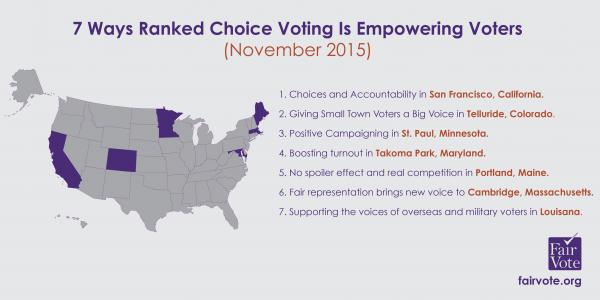 7 Ways Ranked Choice Voting Is Empowering Voters
(November 2015)
1. Choices and Accountability in San Francisco, California.
2. Giving Small Town Voters a Big Voice in Telluride, Colorado.
3. Positive Campaigning in St. Paul, Minnesota.
4. Boosting turnout in Takoma Park, Maryland.
5. No spoiler effect and real competition in Portland, Maine.
6. Fair representation brings new voice to Cambridge, Massachusetts.
7. Supporting the voices of overseas and military voters in Louisana.
Fair
Vote
fairvote.org